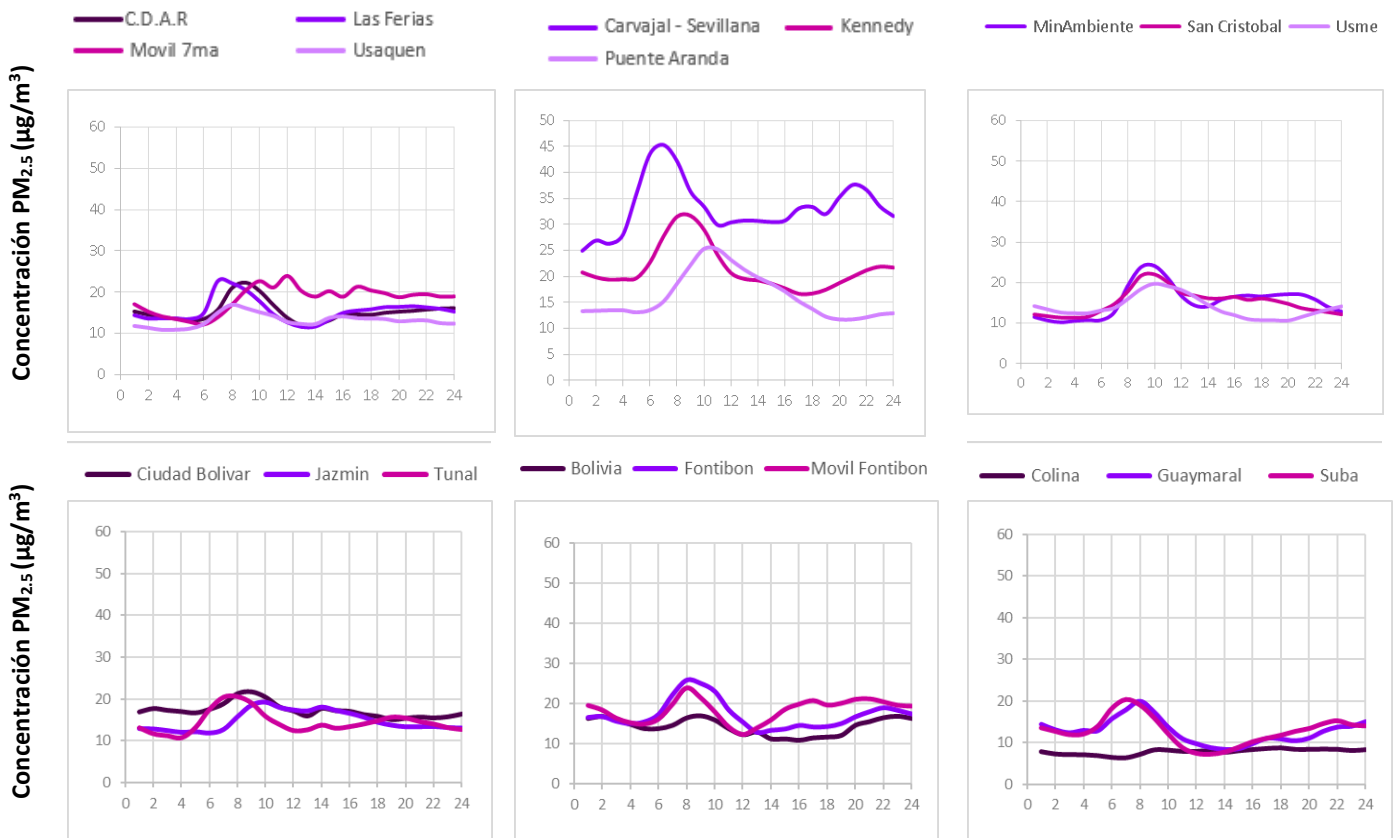 C.D.A.R Las Ferias
Movil 7ma Usaquen
Carvajal - Sevillana Kennedy
Puente Aranda
MinAmbiente San Cristobal Usme
Concentración PM2.5 (µg/m³)
60
50
40
30
20
10
0
0 2 4 6 8 10 12 14 16 18 20 22 24
50
45
40
35
30
25
20
15
10
5
0
0 2 4 6 8 10 12 14 16 18 20 22 24
60
50
40
30
20
10
0
0 2 4 6 8 10 12 14 16 18 20 22 24
Ciudad Bolivar Jazmin Tunal
Bolivia Fontibon Movil Fontibon
Colina Guaymaral Suba
Concentración PM2.5 (µg/m³)
60
50
40
30
20
10
0
0 2 4 6 8 10 12 14 16 18 20 22 24
60
50
40
30
20
10
0
0 2 4 6 8 10 12 14 16 18 20 22 24
60
50
40
30
20
10
0
0 2 4 6 8 10 12 14 16 18 20 22 24